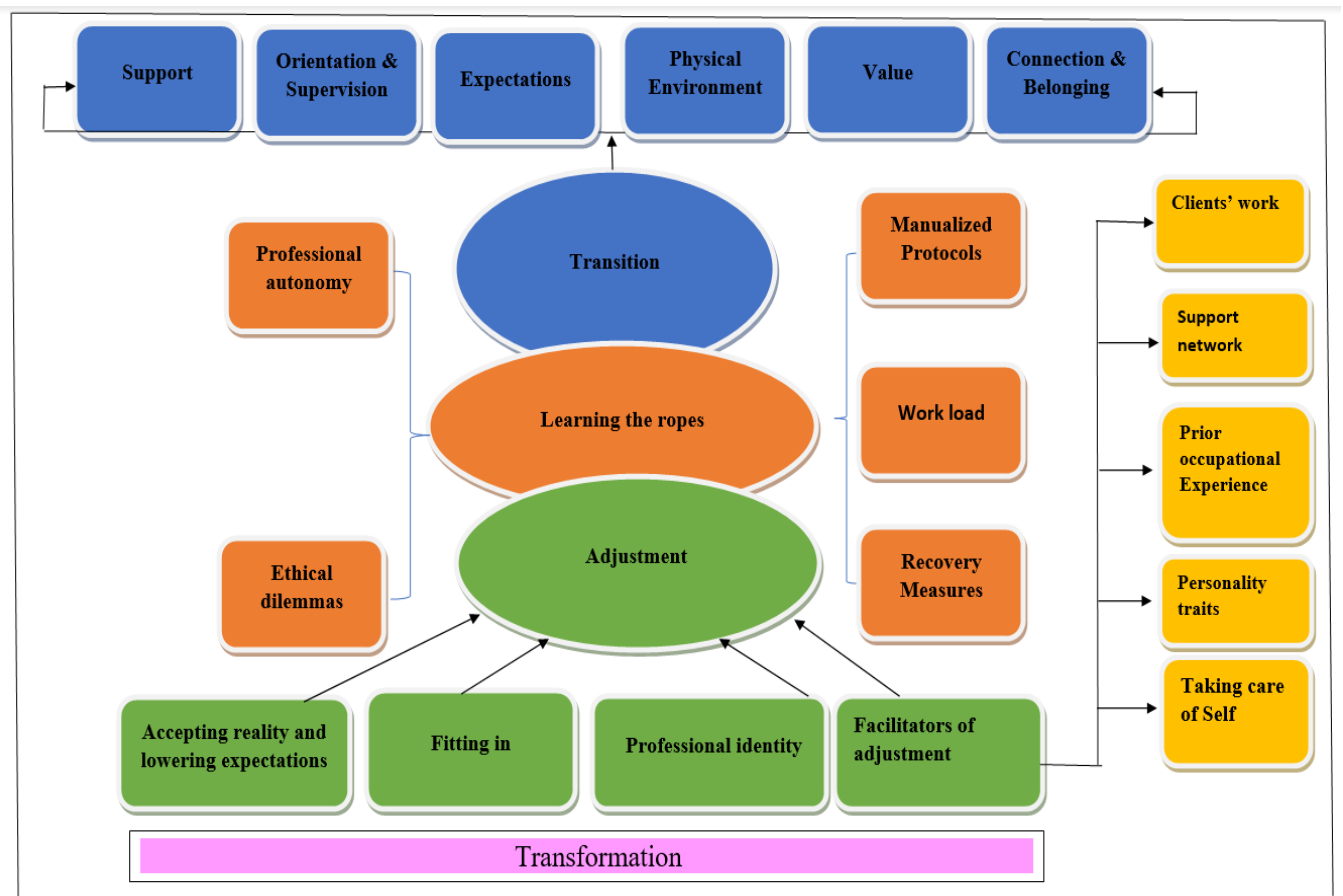 Support
Orientation &
Supervision
Expectations
Physical
Environment
Value
Connection &
Belonging
Transition
Professional
autonomy
Manualized
Protocols
Clients' work
Support
network
Learning the ropes
Work load
Prior
occupational
Experience
Adjustment
Ethical
dilemmas
Recovery
Measures
Personality
traits
Taking care
of Self
Accepting reality and
lowering expectations
Fitting in
Professional identity
Facilitators of
adjustment
Transformation